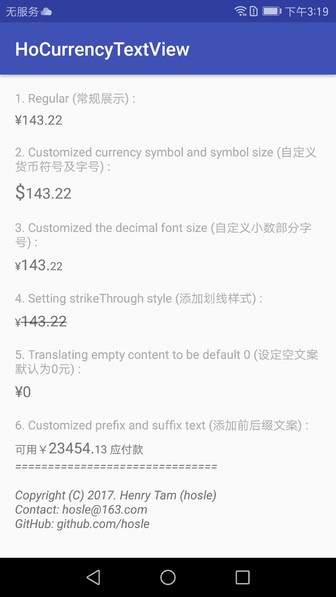 无服务 下午3:19
HoCurrencyTextView
1. Regular (常规展示) :
¥143.22
2. Customized currency symbol and symbol size (自定义
货币符号及字号) :
$143.22
3. Customized the decimal font size (自定义小数部分字
号) :
¥143.22
4. Setting strikeThrough style (添加划线样式) :
¥143.22
5. Translating empty content to be default 0 (设定空文案
默认为0元) :
¥0
6. Customized prefix and suffix text (添加前后缀文案) :
可用￥23454.13 应付款
===============================
Copyright (C) 2017. Henry Tam (hosle)
Contact: hosle@163.com
GitHub: github.com/hosle